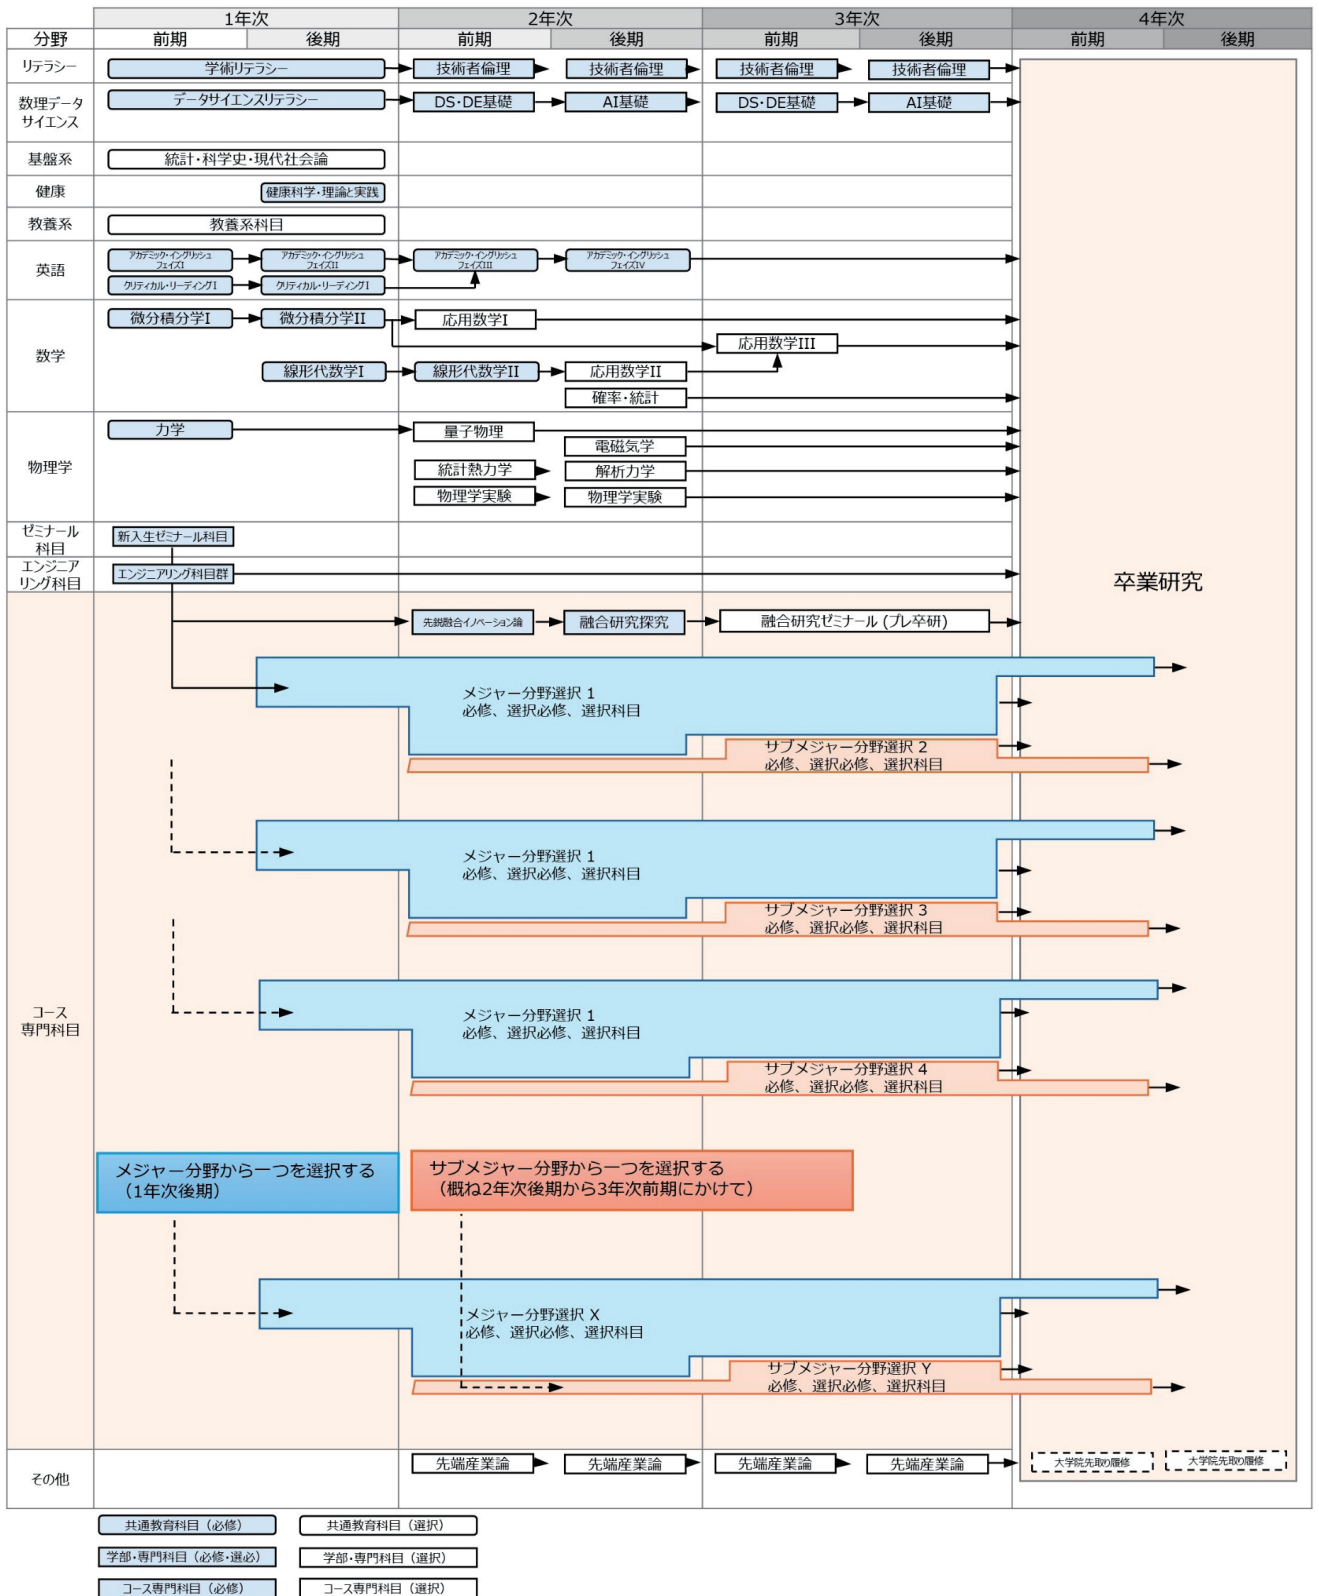 1年次 2年次 3年次 4年次
分野 前期 後期 前期 後期 前期 後期 前期 後期
リテラシー 学術リテラシー 技術者倫理 技術者倫理 技術者倫理 技術者倫理
数理データ
サイエンス
データサイエンスリテラシー DS・DE基礎 AI基礎 DS・DE基礎 AI基礎
基盤系 統計・科学史・現代社会論
健康 健康科学・理論と実践
教養系 教養系科目
英語
アカデミック・イングリッシュ
フェイズI
アカデミック・イングリッシュ
フェイズII
アカデミック・イングリッシュ
フェイズIII
アカデミック・イングリッシュ
フェイズIV
クリティカル・リーディングI クリティカル・リーディングI
数学
微分積分学I 微分積分学II 応用数学I
応用数学III
線形代数学I 線形代数学II 応用数学II
確率・統計
物理学
力学 量子物理
電磁気学
統計熱力学 解析力学
物理学実験 物理学実験
ゼミナール
科目
新入生ゼミナール科目
エンジニア
リング科目
エンジニアリング科目群
卒業研究
コース
専門科目
先鋭融合イノベーション論 融合研究探究 融合研究ゼミナール (プレ卒研)
メジャー分野選択 1
必修、選択必修、選択科目
サブメジャー分野選択 2
必修、選択必修、選択科目
メジャー分野選択 1
必修、選択必修、選択科目
サブメジャー分野選択 3
必修、選択必修、選択科目
メジャー分野選択 1
必修、選択必修、選択科目
サブメジャー分野選択 4
必修、選択必修、選択科目
メジャー分野から一つを選択する
（1年次後期）
サブメジャー分野から一つを選択する
（概ね2年次後期から3年次前期にかけて）
メジャー分野選択 X
必修、選択必修、選択科目
サブメジャー分野選択 Y
必修、選択必修、選択科目
その他 先端産業論 先端産業論 先端産業論 先端産業論 大学院先取り履修 大学院先取り履修
共通教育科目（必修） 共通教育科目（選択）
学部・専門科目（必修・選必） 学部・専門科目（選択）
コース専門科目（必修） コース専門科目（選択）